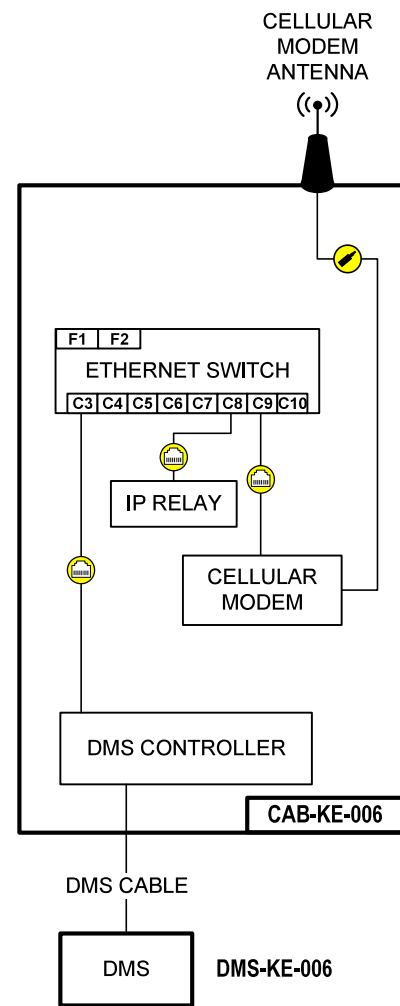 CELLULAR
MODEM
ANTENNA
F1 F2
ETHERNET SWITCH
C3 C4 C5 C6 C7 C8 C9 C10
IP RELAY
CELLULAR
MODEM
DMS CONTROLLER
CAB-KE-006
DMS CABLE
DMS DMS-KE-006